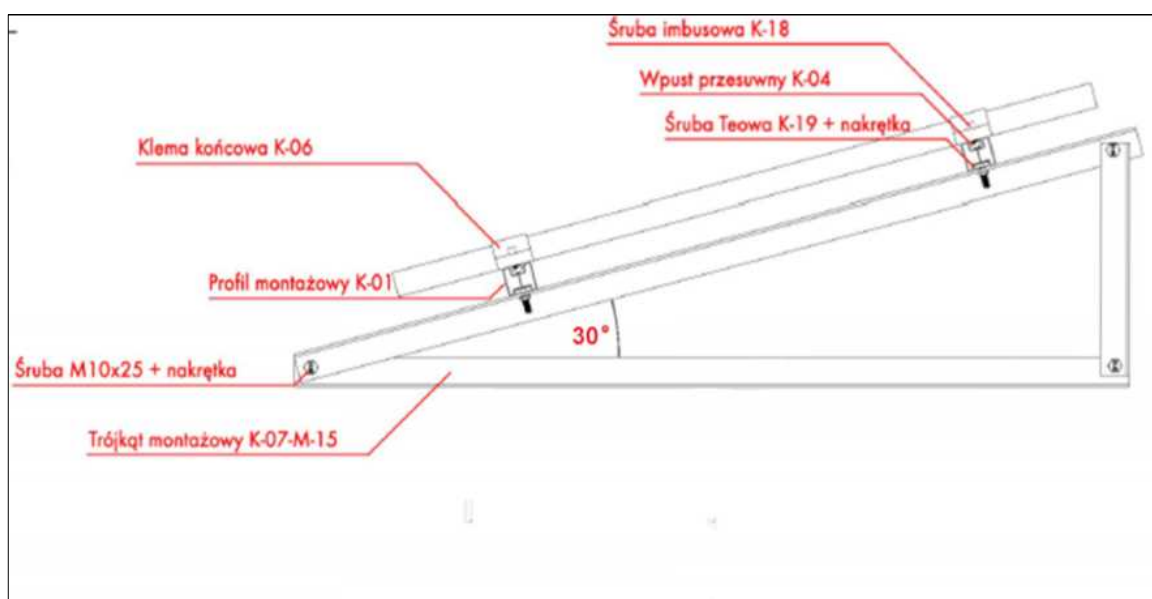 Śruba imbusowa K-18
Wpust przesuwny K-04
Śruba Teowa K-19 + nakrętka
Klema końcowa K-06
Profil montażowy K-01
30°
Śruba M10x25 + nakrętka
Trójkąt montażowy K-07-M-15